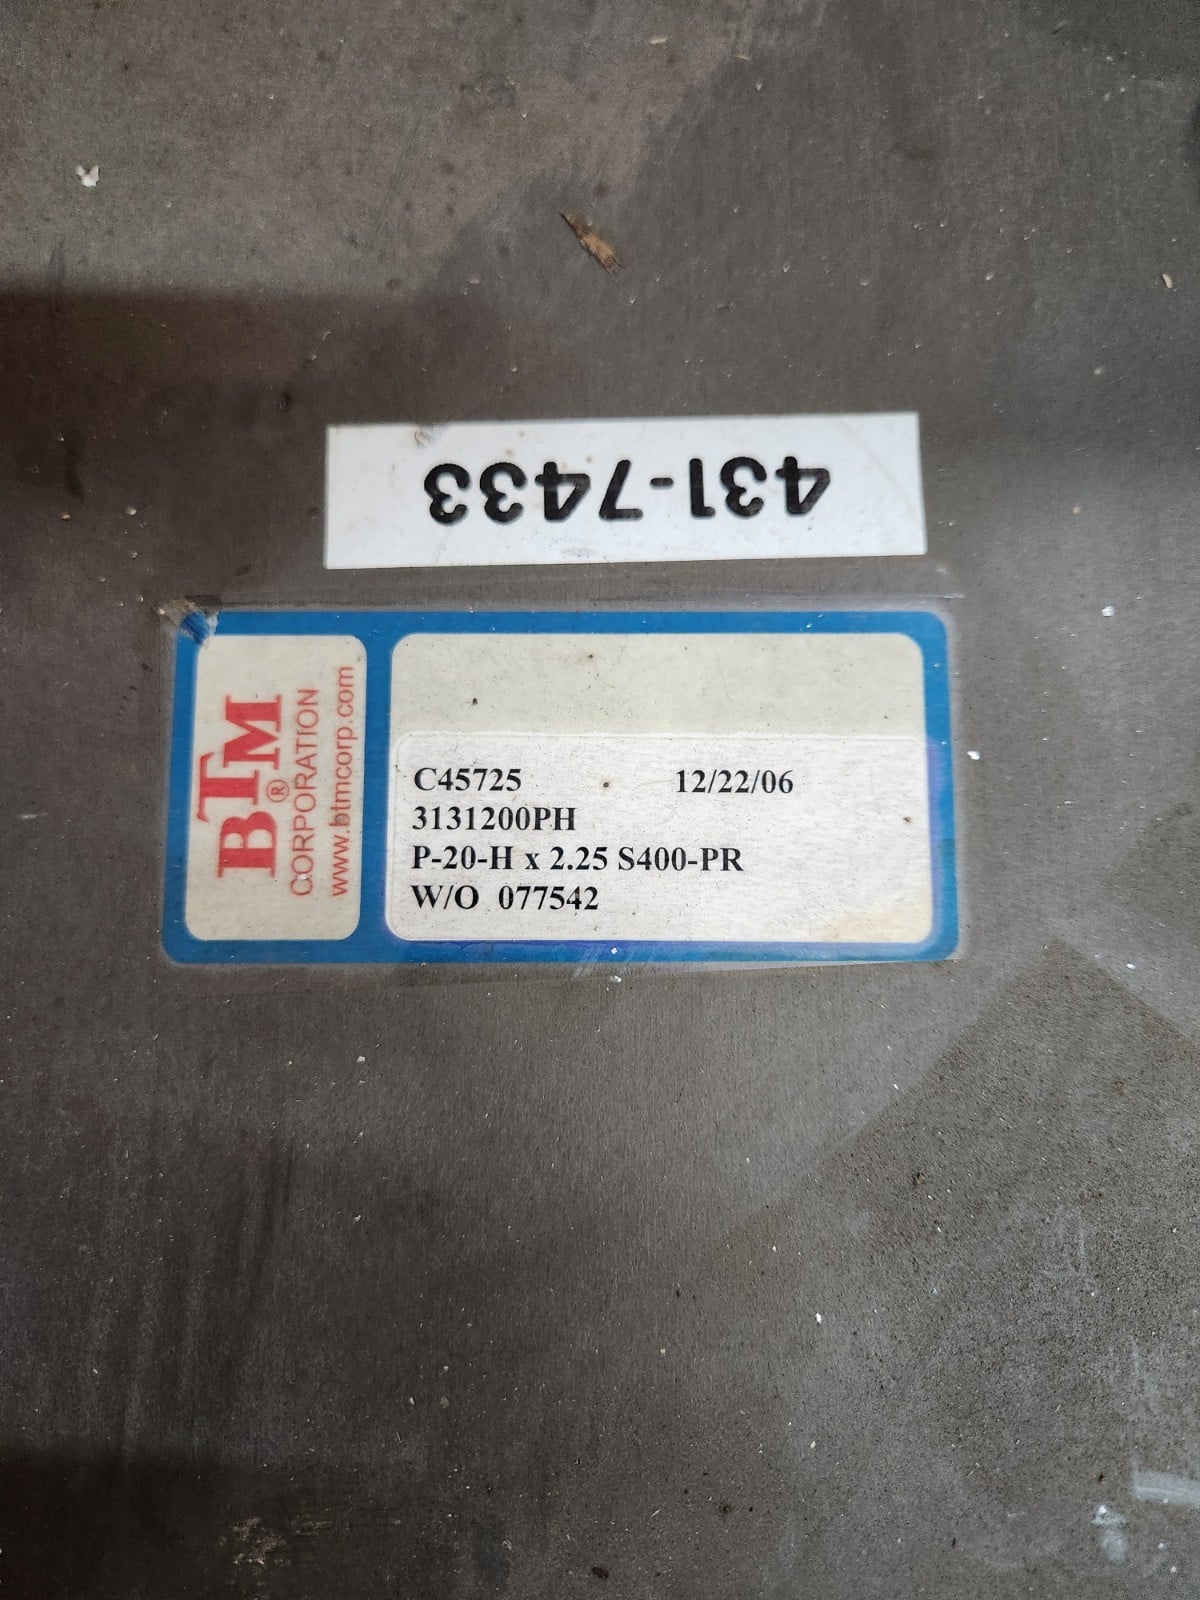 431-7433
BTM®
CORPORATION
www.btmcorp.com
C45725 12/22/06
3131200PH
P-20-H x 2.25 S400-PR
W/O 077542